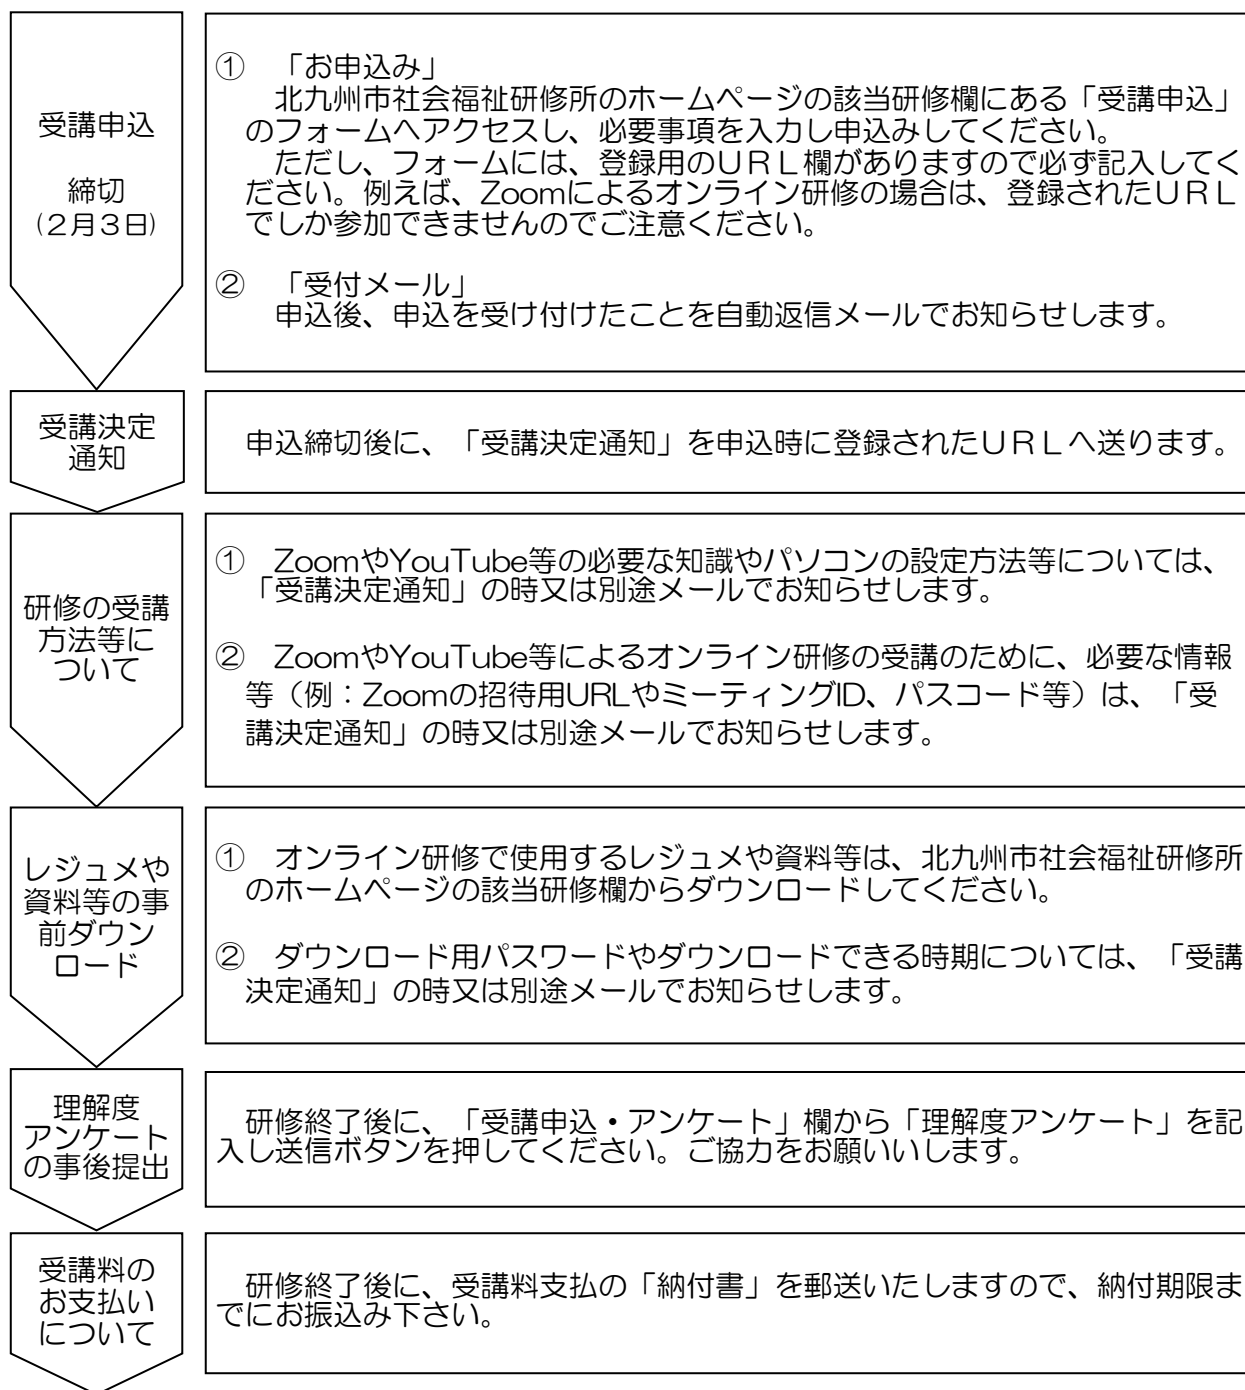 受講申込
締切
(2月3日)
① 「お申込み」
北九州市社会福祉研修所のホームページの該当研修欄にある「受講申込」
のフォームへアクセスし、必要事項を入力し申込みしてください。
ただし、フォームには、登録用のＵＲＬ欄がありますので必ず記入してく
ださい。例えば、Zoomによるオンライン研修の場合は、登録されたＵＲＬ
でしか参加できませんのでご注意ください。
② 「受付メール」
申込後、申込を受け付けたことを自動返信メールでお知らせします。
受講決定
通知
申込締切後に、「受講決定通知」を申込時に登録されたＵＲＬへ送ります。
研修の受講
方法等に
ついて
① ZoomやYouTube等の必要な知識やパソコンの設定方法等については、
「受講決定通知」の時又は別途メールでお知らせします。
② ZoomやYouTube等によるオンライン研修の受講のために、必要な情報
等（例：Zoomの招待用URLやミーティングID、パスコード等）は、「受
講決定通知」の時又は別途メールでお知らせします。
レジュメや
資料等の事
前ダウン
ロード
① オンライン研修で使用するレジュメや資料等は、北九州市社会福祉研修所
のホームページの該当研修欄からダウンロードしてください。
② ダウンロード用パスワードやダウンロードできる時期については、「受講
決定通知」の時又は別途メールでお知らせします。
理解度
アンケート
の事後提出
研修終了後に、「受講申込・アンケート」欄から「理解度アンケート」を記
入し送信ボタンを押してください。ご協力をお願いいします。
受講料の
お支払い
について
研修終了後に、受講料支払の「納付書」を郵送いたしますので、納付期限ま
でにお振込み下さい。